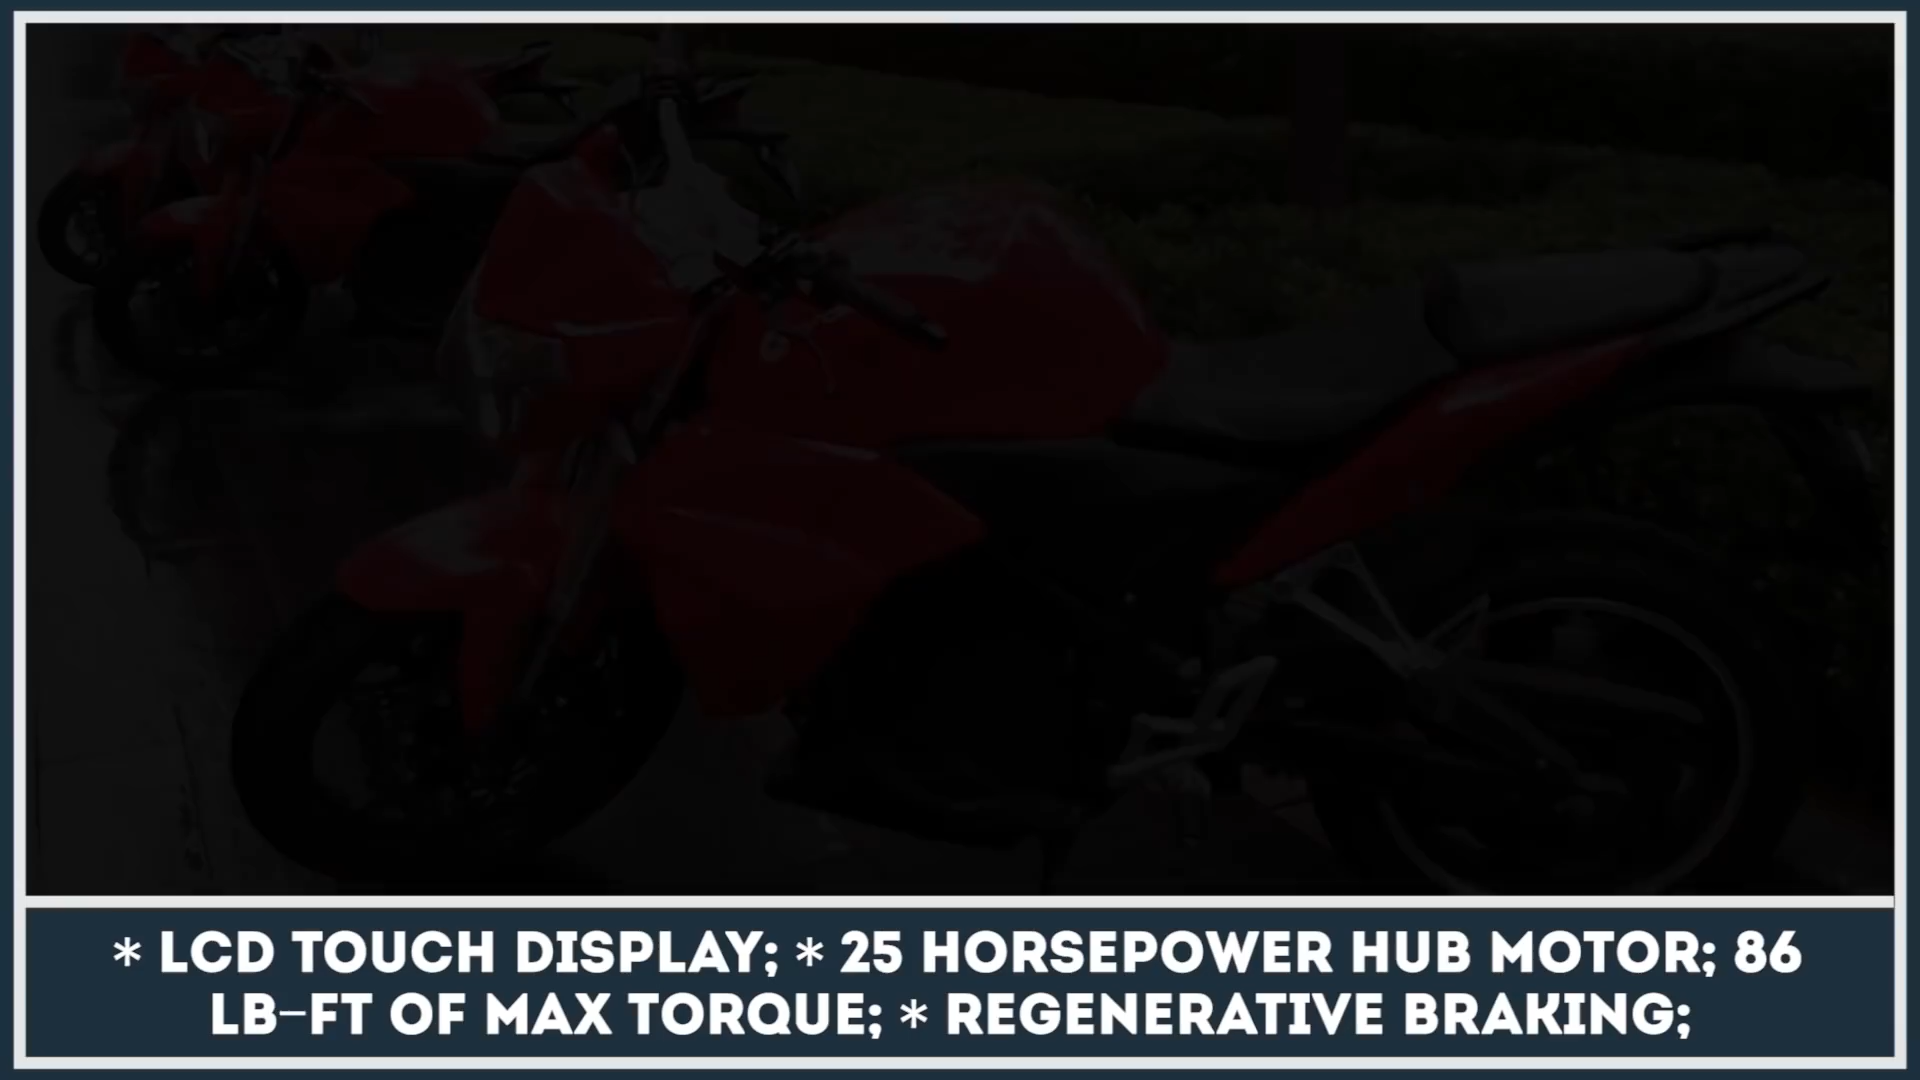 * LCD TOUCH DISPLAY; * 25 HORSEPOWER HUB MOTOR; 86
LB-FT OF MAX TORQUE; * REGENERATIVE BRAKING;